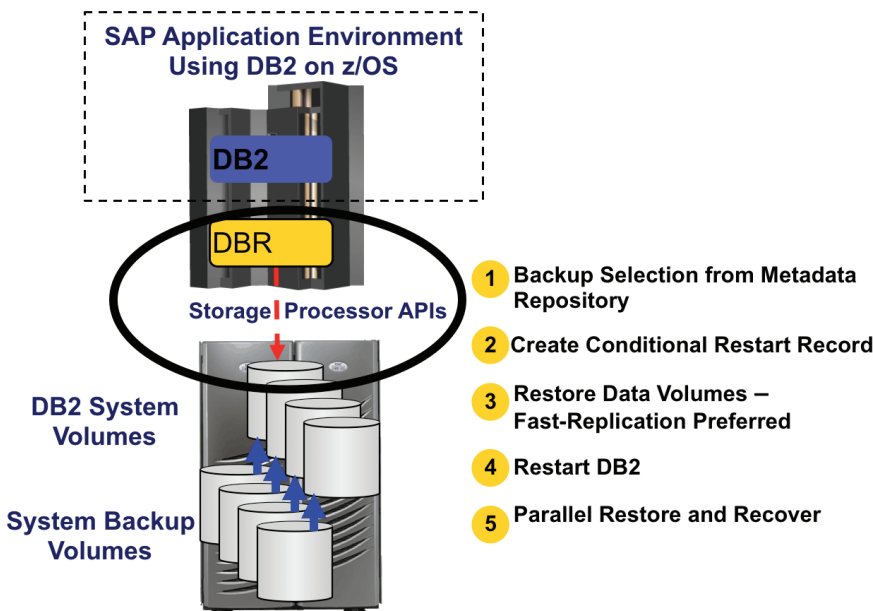 SAP Application Environment
Using DB2 on z/OS
DB2
DBR
Storage Processor APIs
DB2 System
Volumes
System Backup
Volumes
1 Backup Selection from Metadata
Repository
2 Create Conditional Restart Record
3 Restore Data Volumes –
Fast-Replication Preferred
4 Restart DB2
5 Parallel Restore and Recover